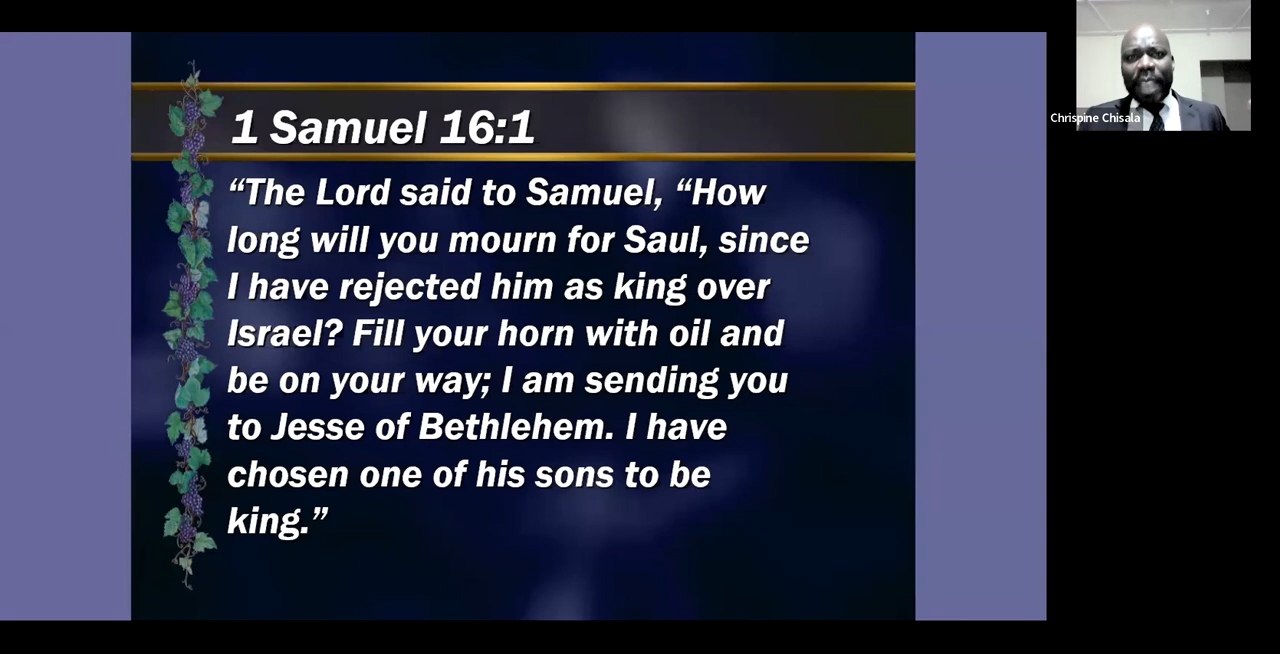 1 Samuel 16:1
“The Lord said to Samuel, “How
long will you mourn for Saul, since
I have rejected him as king over
Israel? Fill your horn with oil and
be on your way; I am sending you
to Jesse of Bethlehem. I have
chosen one of his sons to be
king.”
Chrispine Chisala